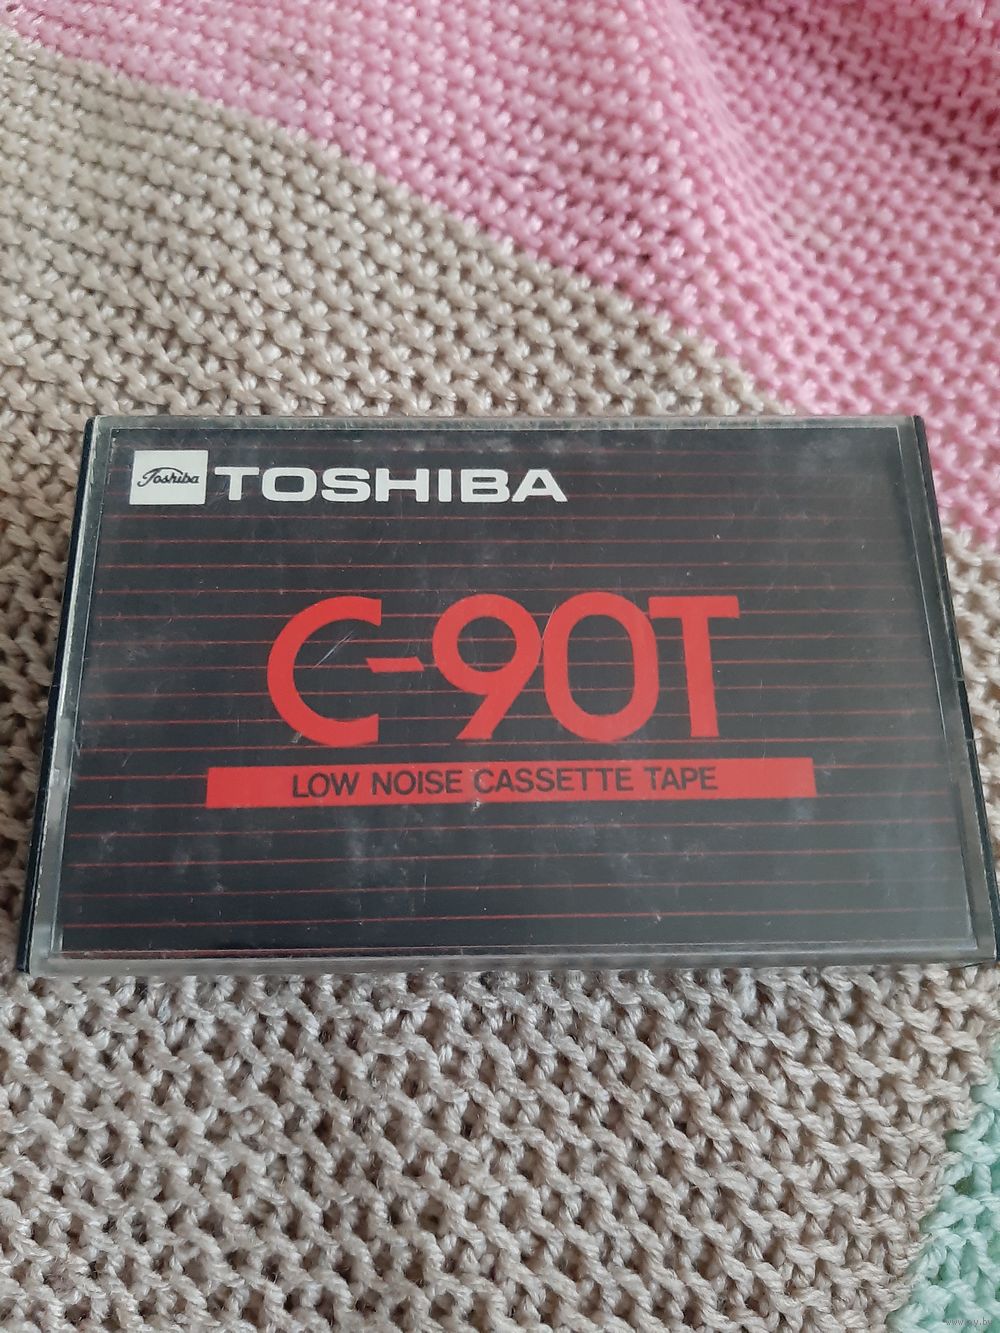 Toshiba TOSHIBA
C-90T
LOW NOISE CASSETTE TAPE